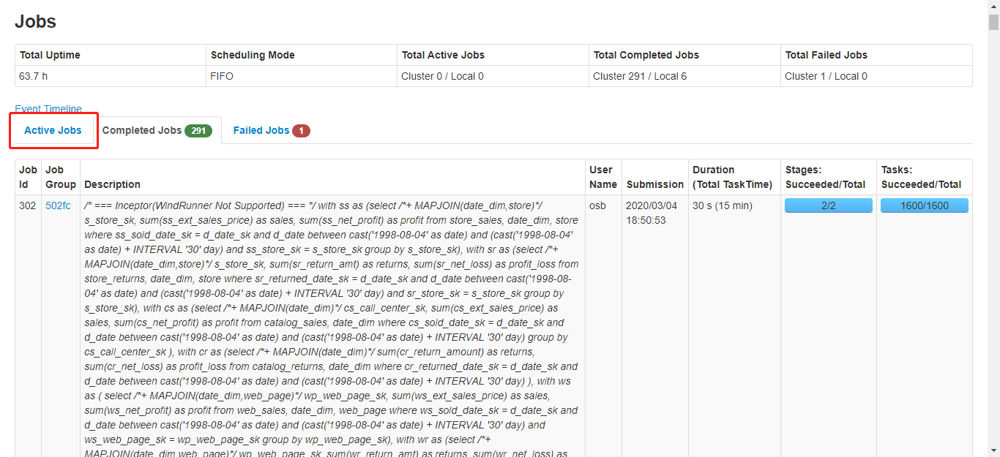 Jobs
Total Uptime Scheduling Mode Total Active Jobs Total Completed Jobs Total Failed Jobs
63.7 h FIFO Cluster 0 / Local 0 Cluster 291 / Local 6 Cluster 1 / Local 0
Event Timeline
Active Jobs Completed Jobs 291 Failed Jobs 1
Job Id Job Group Description User Name Submission Duration (Total TaskTime) Stages: Succeeded/Total Tasks: Succeeded/Total
302 502fc /* === Inceptor(WindRunner Not Supported) === */ with ss as (select /*+ MAPJOIN(date_dim,store)*/ osb 2020/03/04 30 s (15 min) 2/2 1600/1600
s_store_sk, sum(ss_ext_sales_price) as sales, sum(ss_net_profit) as profit from store_sales, date_dim, store 18:50:53
where ss_sold_date_sk = d_date_sk and d_date between cast('1998-08-04' as date) and (cast('1998-08-04'
as date) + INTERVAL '30' day) and ss_store_sk = s_store_sk group by s_store_sk), with sr as (select /*+
MAPJOIN(date_dim,store)*/ s_store_sk, sum(sr_return_amt) as returns, sum(sr_net_loss) as profit_loss from
store_returns, date_dim, store where sr_returned_date_sk = d_date_sk and d_date between cast('1998-08-
04' as date) and (cast('1998-08-04' as date) + INTERVAL '30' day) and sr_store_sk = s_store_sk group by
s_store_sk), with cs as (select /*+ MAPJOIN(date_dim)*/ cs_call_center_sk, sum(cs_ext_sales_price) as
sales, sum(cs_net_profit) as profit from catalog_sales, date_dim where cs_sold_date_sk = d_date_sk and
d_date between cast('1998-08-04' as date) and (cast('1998-08-04' as date) + INTERVAL '30' day) group by
cs_call_center_sk ), with cr as (select /*+ MAPJOIN(date_dim)*/ sum(cr_return_amount) as returns,
sum(cr_net_loss) as profit_loss from catalog_returns, date_dim where cr_returned_date_sk = d_date_sk and
d_date between cast('1998-08-04' as date) and (cast('1998-08-04' as date) + INTERVAL '30' day) ), with ws
as ( select /*+ MAPJOIN(date_dim,web_page)*/ wp_web_page_sk, sum(ws_ext_sales_price) as sales,
sum(ws_net_profit) as profit from web_sales, date_dim, web_page where ws_sold_date_sk = d_date_sk and
d_date between cast('1998-08-04' as date) and (cast('1998-08-04' as date) + INTERVAL '30' day) and
ws_web_page_sk = wp_web_page_sk group by wp_web_page_sk), with wr as (select /*+
MAPJOIN(date_dim,web_page)*/ wp_web_page_sk, sum(wr_return_amt) as returns, sum(wr_net_loss) as